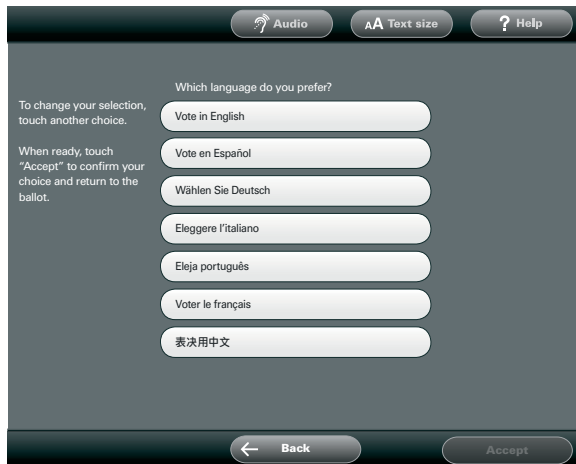 Audio
AA Text size
? Help
Which language do you prefer?
To change your selection,
touch another choice.
When ready, touch
“Accept” to confirm your
choice and return to the
ballot.
Vote in English
Vote en Español
Wählen Sie Deutsch
Eleggere l’italiano
Eleja português
Voter le français
表决用中文
Back
Accept